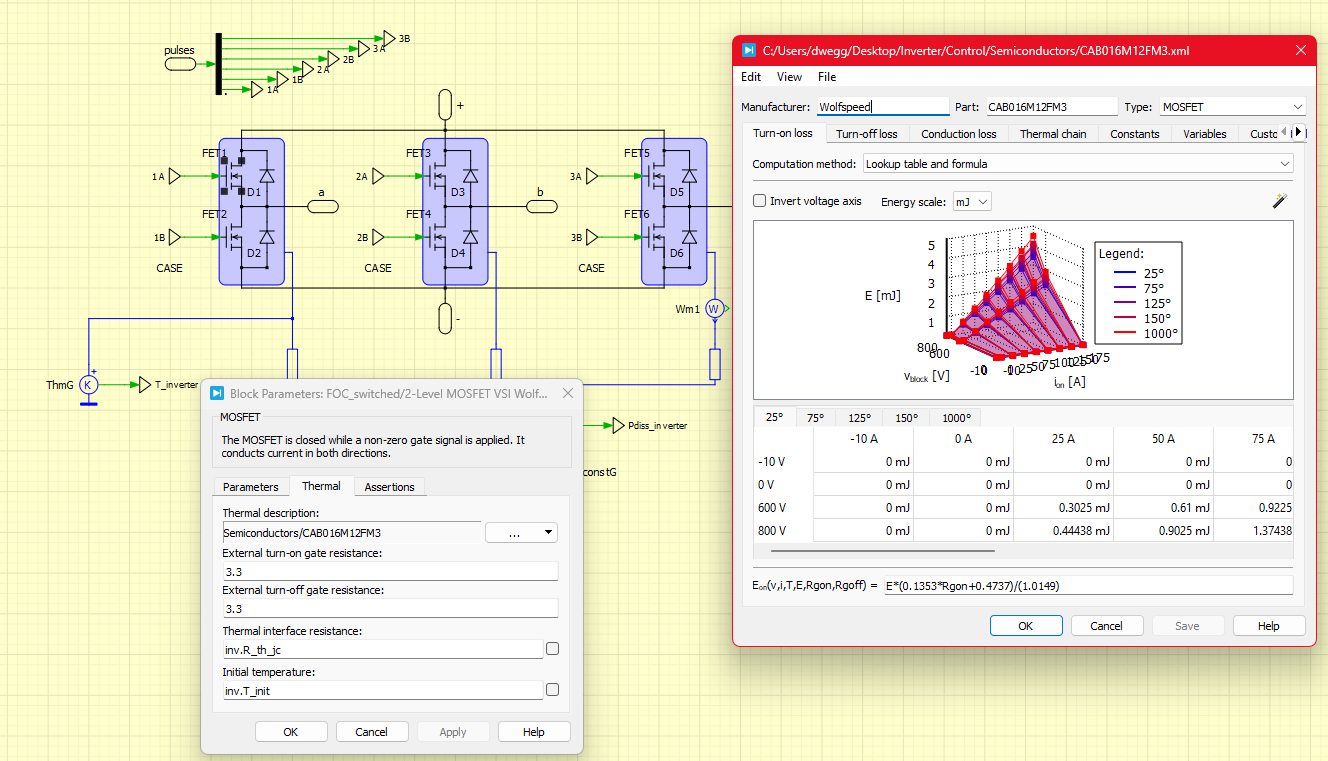 pulses
3B
3A
2B
2A
1B
1A
+
FET1
FET3
FET5
1A
D1
2A
D3
3A
D5
a
b
FET2
FET4
FET6
1B
D2
2B
D4
3B
D6
CASE
CASE
CASE
-
Wm1
W
ThmG
K
+
T_inverter
Pdiss_inverter
constG
Block Parameters: FOC_switched/2-Level MOSFET VSI Wolf...
MOSFET
The MOSFET is closed while a non-zero gate signal is applied. It
conducts current in both directions.
Parameters
Thermal
Assertions
Thermal description:
Semiconductors/CAB016M12FM3
...
External turn-on gate resistance:
3.3
External turn-off gate resistance:
3.3
Thermal interface resistance:
inv.R_th_jc
Initial temperature:
inv.T_init
OK
Cancel
Apply
Help
C:/Users/dwegg/Desktop/Inverter/Control/Semiconductors/CAB016M12FM3.xml
Edit View File
Manufacturer: Wolfspeed Part: CAB016M12FM3 Type: MOSFET
Turn-on loss Turn-off loss Conduction loss Thermal chain Constants Variables Custo
Computation method: Lookup table and formula
Invert voltage axis Energy scale: mJ
5
4
3
2
1
E [mJ]
800
600
0
-10
vblock [V]
-10 0 25 50 75 100 125 150 175
ion [A]
Legend:
25°
75°
125°
150°
1000°
25° 75° 125° 150° 1000°
-10 A 0 A 25 A 50 A 75 A
-10 V 0 mJ 0 mJ 0 mJ 0 mJ 0
0 V 0 mJ 0 mJ 0 mJ 0 mJ 0
600 V 0 mJ 0 mJ 0.3025 mJ 0.61 mJ 0.9225
800 V 0 mJ 0 mJ 0.44438 mJ 0.9025 mJ 1.37438
Eon(v,i,T,E,Rgon,Rgoff) = E*(0.1353*Rgon+0.4737)/(1.0149)
OK Cancel Save Help